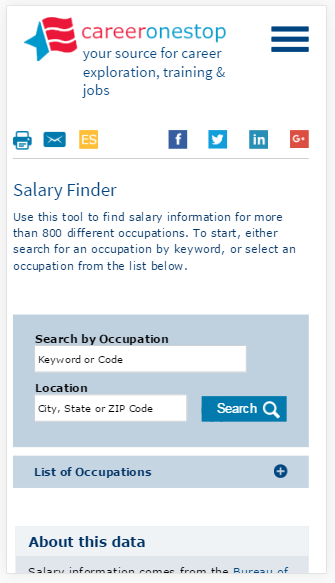 careeronestop
your source for career
exploration, training &
jobs
ES
f
in
G+
Salary Finder
Use this tool to find salary information for more
than 800 different occupations. To start, either
search for an occupation by keyword, or select an
occupation from the list below.
Search by Occupation
Keyword or Code
Location
City, State or ZIP Code
Search
List of Occupations
About this data
Salary information comes from the Bureau of